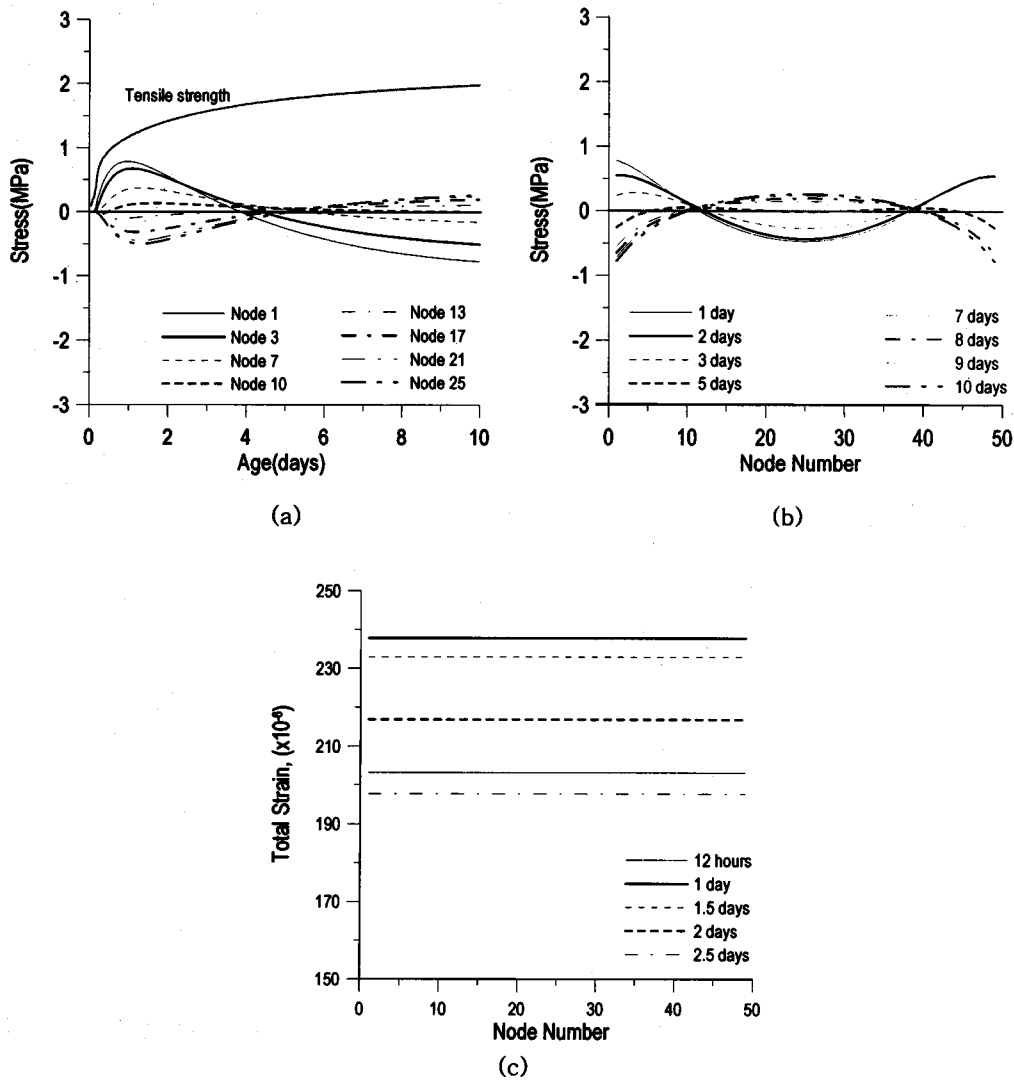 3
2
1
0
-1
-2
-3
Stress(MPa)
Tensile strength
Node 1
Node 3
Node 7
Node 10
Node 13
Node 17
Node 21
Node 25
0
2
4
6
8
10
Age(days)
(a)
3
2
1
0
-1
-2
-3
Stress(MPa)
1 day
2 days
3 days
5 days
7 days
8 days
9 days
10 days
0
10
20
30
40
50
Node Number
(b)
250
230
210
190
170
150
Total Strain, (x10⁻⁶)
12 hours
1 day
1.5 days
2 days
2.5 days
0
10
20
30
40
50
Node Number
(c)